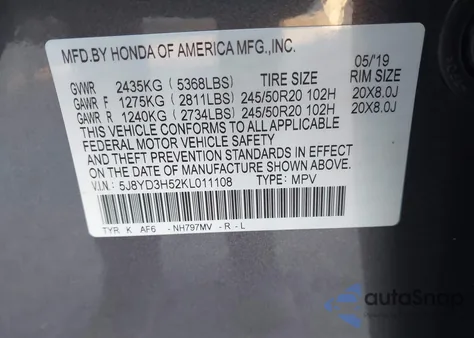 MFD.BY HONDA OF AMERICA MFG.,INC.
05/'19
GVWR 2435KG (5368LBS) TIRE SIZE RIM SIZE
GAWR F 1275KG (2811LBS) 245/50R20 102H 20X8.0J
GAWR R 1240KG (2734LBS) 245/50R20 102H 20X8.0J
THIS VEHICLE CONFORMS TO ALL APPLICABLE
FEDERAL MOTOR VEHICLE SAFETY
AND THEFT PREVENTION STANDARDS IN EFFECT
ON THE DATE OF MANUFACTURE SHOWN ABOVE.
V.I.N.: 5J8YD3H52KL011108 TYPE: MPV
TYR K AF6 -NH797MV -R -L
autoSnap